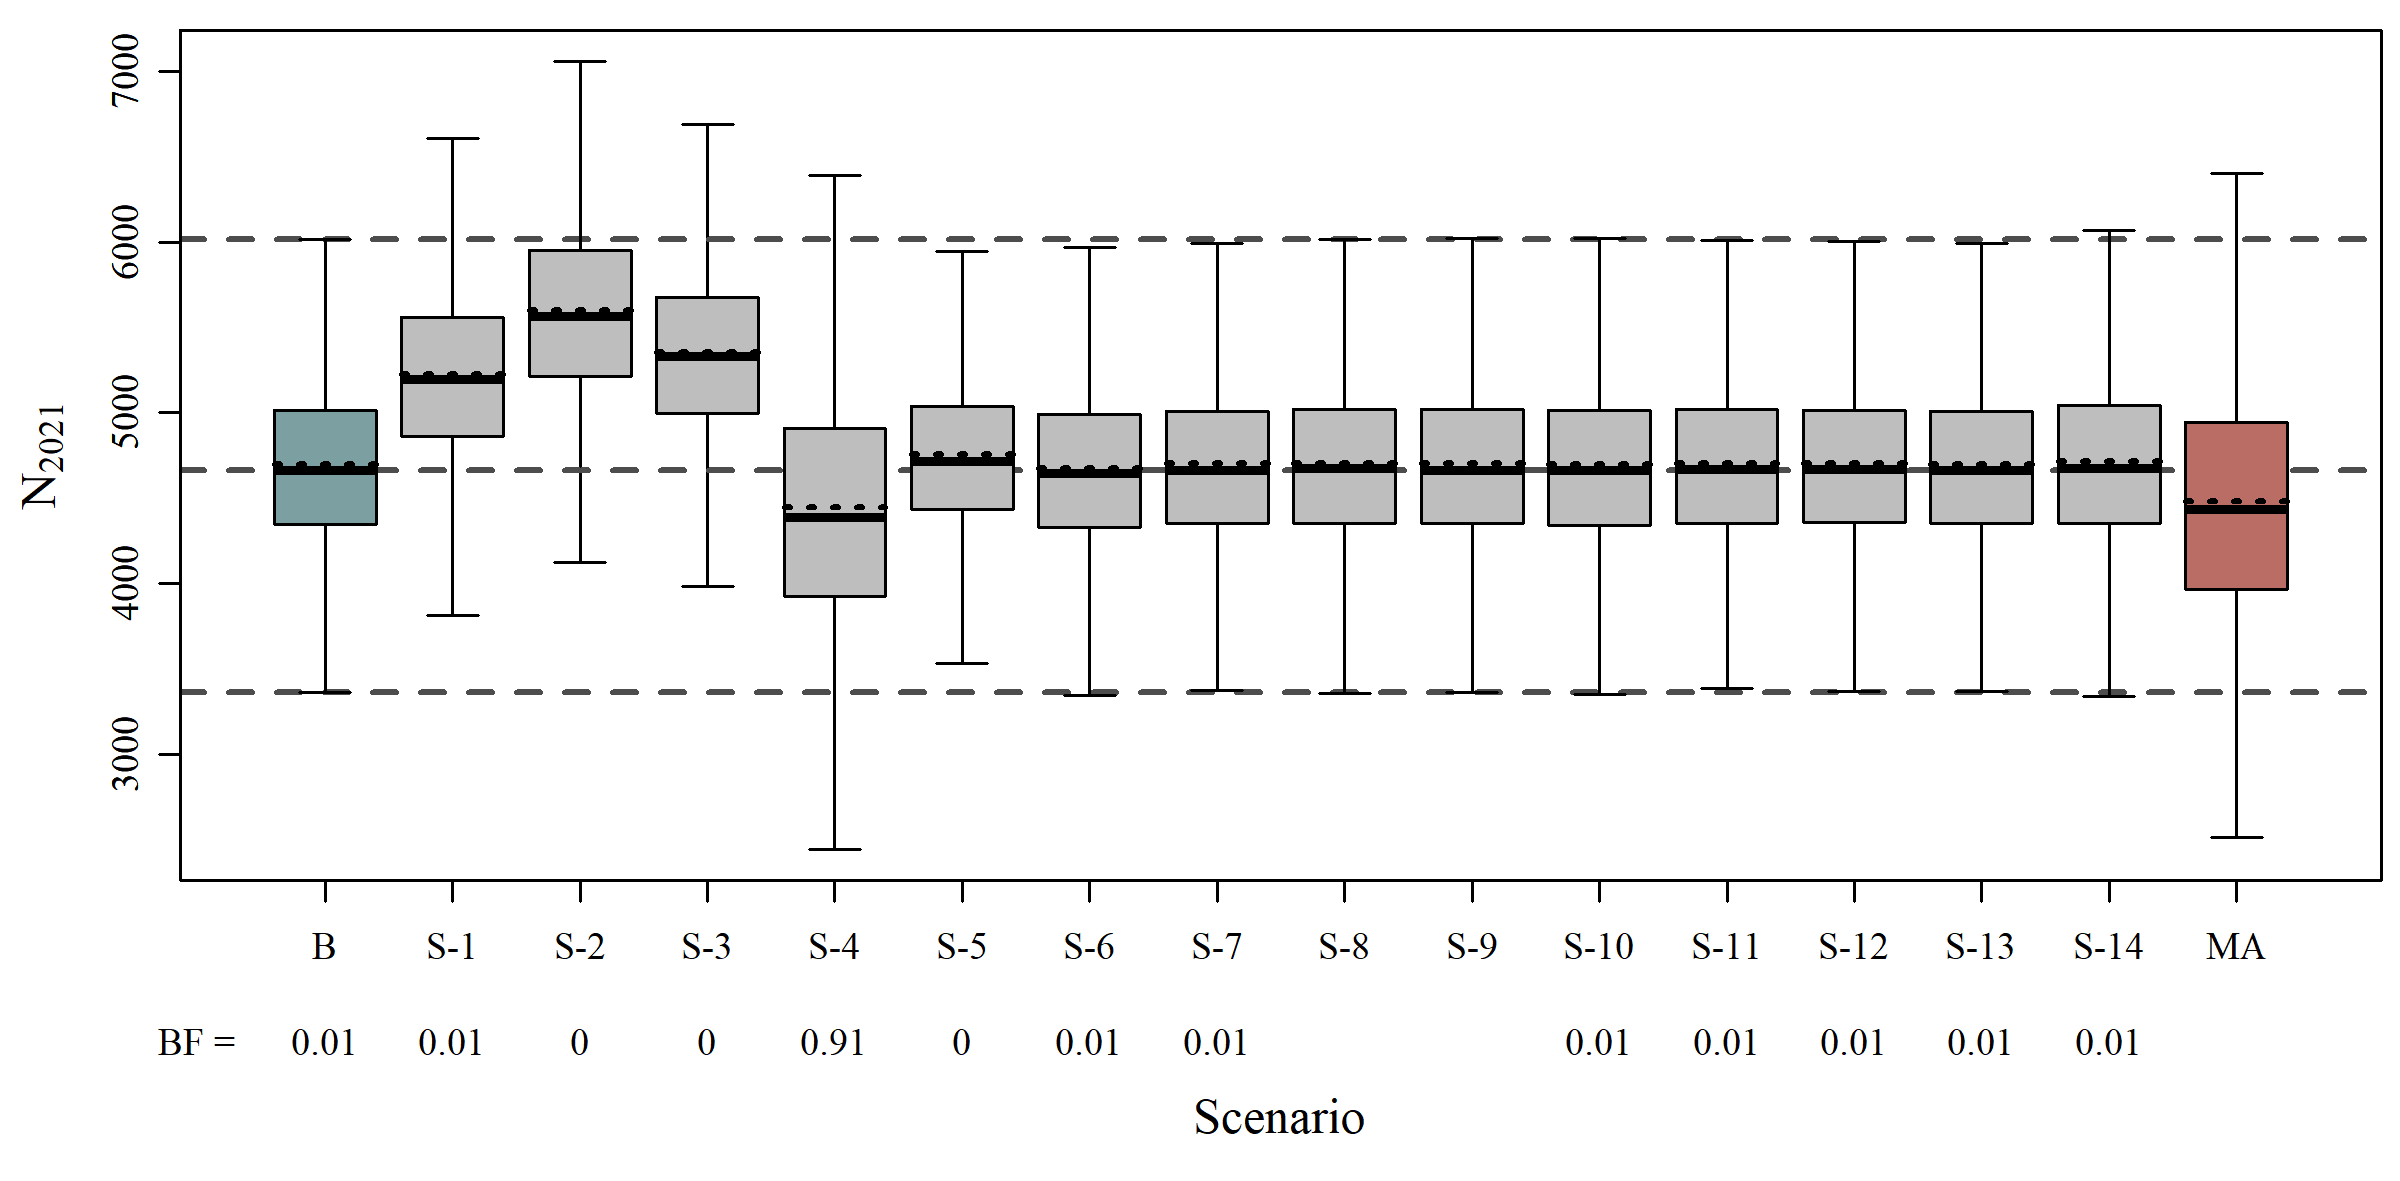 7000
6000
5000
4000
3000
N2021
B S-1 S-2 S-3 S-4 S-5 S-6 S-7 S-8 S-9 S-10 S-11 S-12 S-13 S-14 MA
BF = 0.01 0.01 0 0 0.91 0 0.01 0.01 0.01 0.01 0.01 0.01 0.01
Scenario